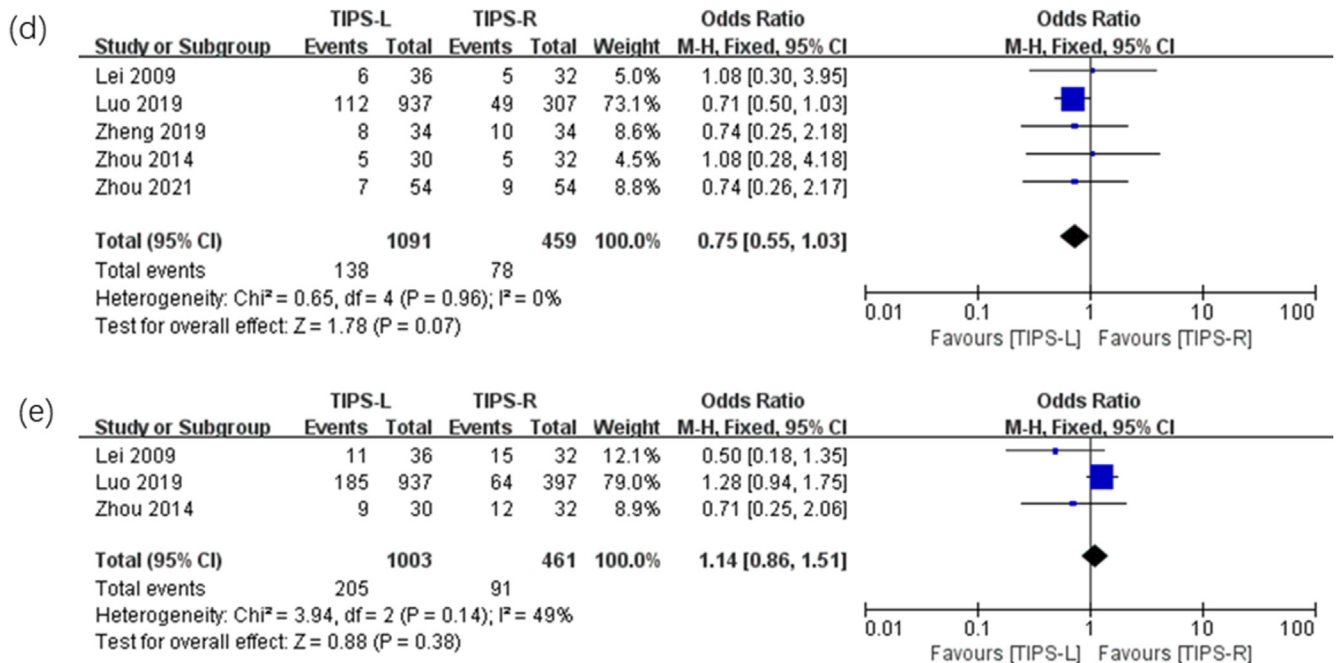 (d)
TIPS-L TIPS-R Odds Ratio Odds Ratio
Study or Subgroup Events Total Events Total Weight M-H, Fixed, 95% CI M-H, Fixed, 95% CI
Lei 2009 6 36 5 32 5.0% 1.08 [0.30, 3.95]
Luo 2019 112 937 49 307 73.1% 0.71 [0.50, 1.03]
Zheng 2019 8 34 10 34 8.6% 0.74 [0.25, 2.18]
Zhou 2014 5 30 5 32 4.5% 1.08 [0.28, 4.18]
Zhou 2021 7 54 9 54 8.8% 0.74 [0.26, 2.17]
Total (95% CI) 1091 459 100.0% 0.75 [0.55, 1.03]
Total events 138 78
Heterogeneity: Chi² = 0.65, df = 4 (P = 0.96); I² = 0%
Test for overall effect: Z = 1.78 (P = 0.07)
0.01 0.1 1 10 100
Favours [TIPS-L] Favours [TIPS-R]
(e)
TIPS-L TIPS-R Odds Ratio Odds Ratio
Study or Subgroup Events Total Events Total Weight M-H, Fixed, 95% CI M-H, Fixed, 95% CI
Lei 2009 11 36 15 32 12.1% 0.50 [0.18, 1.35]
Luo 2019 185 937 64 397 79.0% 1.28 [0.94, 1.75]
Zhou 2014 9 30 12 32 8.9% 0.71 [0.25, 2.06]
Total (95% CI) 1003 461 100.0% 1.14 [0.86, 1.51]
Total events 205 91
Heterogeneity: Chi² = 3.94, df = 2 (P = 0.14); I² = 49%
Test for overall effect: Z = 0.88 (P = 0.38)
0.01 0.1 1 10 100
Favours [TIPS-L] Favours [TIPS-R]